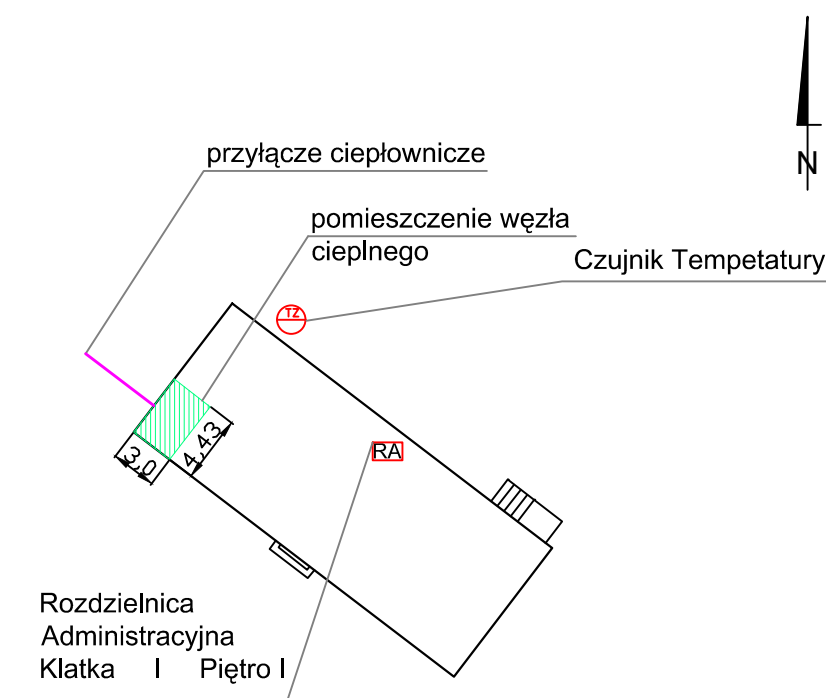 N
przyłącze ciepłownicze
pomieszczenie węzła
cieplnego
Czujnik Tempetatury
TZ
4,43
3,0
RA
Rozdzielnica
Administracyjna
Klatka I Piętro I